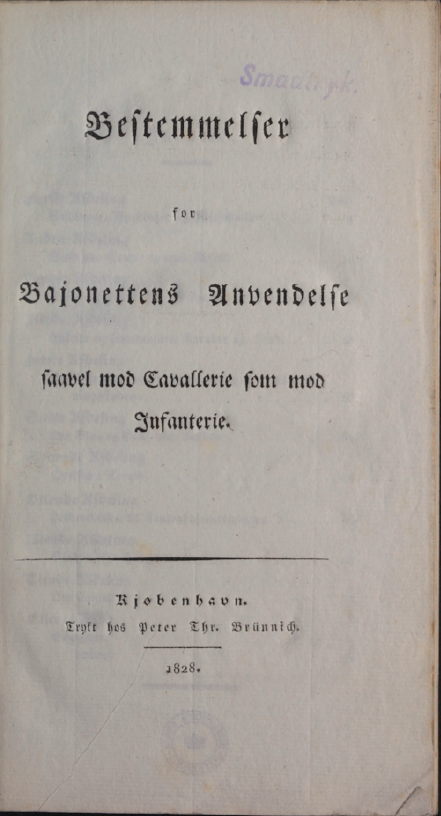 Smaatryk.
Bestemmelser
for
Bajonettens Anvendelse
saavel mod Cavallerie som mod
Infanterie.
Kjøbenhavn.
Trykt hos Peter Thr. Brünnich.
1828.